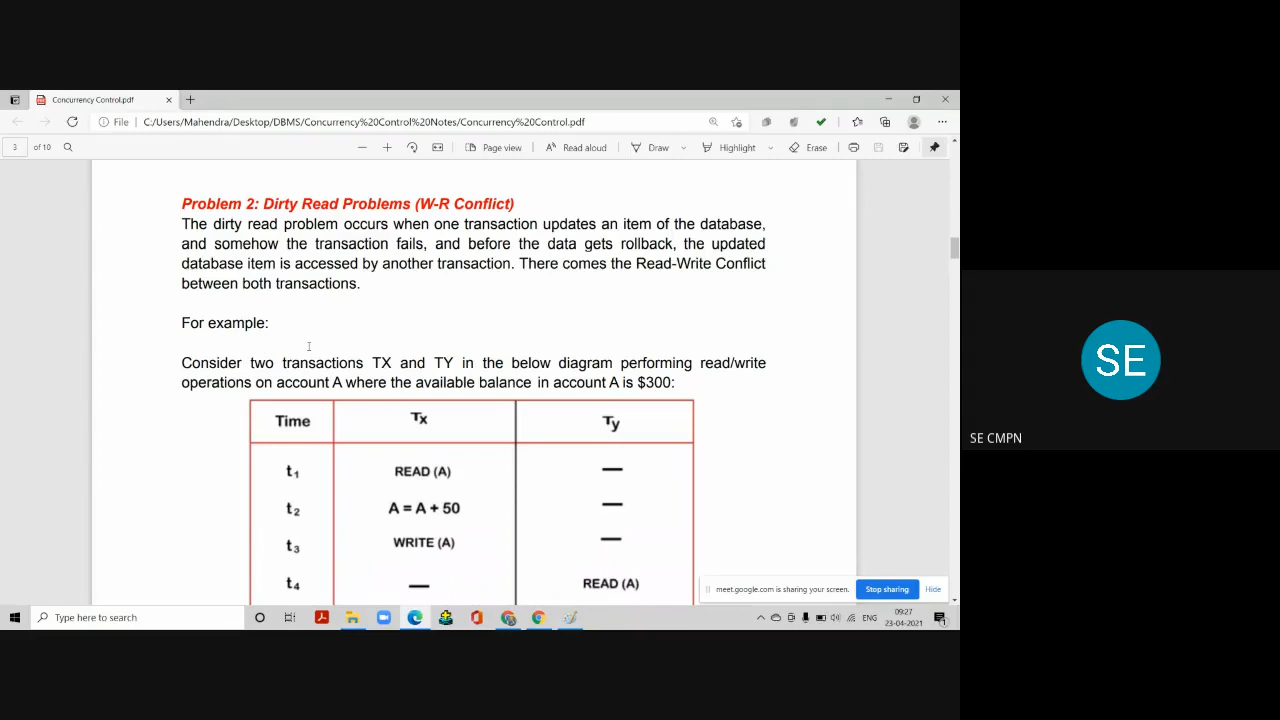 Concurrency Control.pdf
File
C:/Users/Mahendra/Desktop/DBMS/Concurrency%20Control%20Notes/Concurrency%20Control.pdf
3 of 10
Page view
Read aloud
Draw
Highlight
Erase
Problem 2: Dirty Read Problems (W-R Conflict)
The dirty read problem occurs when one transaction updates an item of the database,
and somehow the transaction fails, and before the data gets rollback, the updated
database item is accessed by another transaction. There comes the Read-Write Conflict
between both transactions.
For example:
Consider two transactions TX and TY in the below diagram performing read/write
operations on account A where the available balance in account A is $300:
Time Tx Ty
t1 READ (A) —
t2 A = A + 50 —
t3 WRITE (A) —
t4 — READ (A)
meet.google.com is sharing your screen.
Stop sharing
Hide
Type here to search
ENG
09:27
23-04-2021
SE
SE CMPN